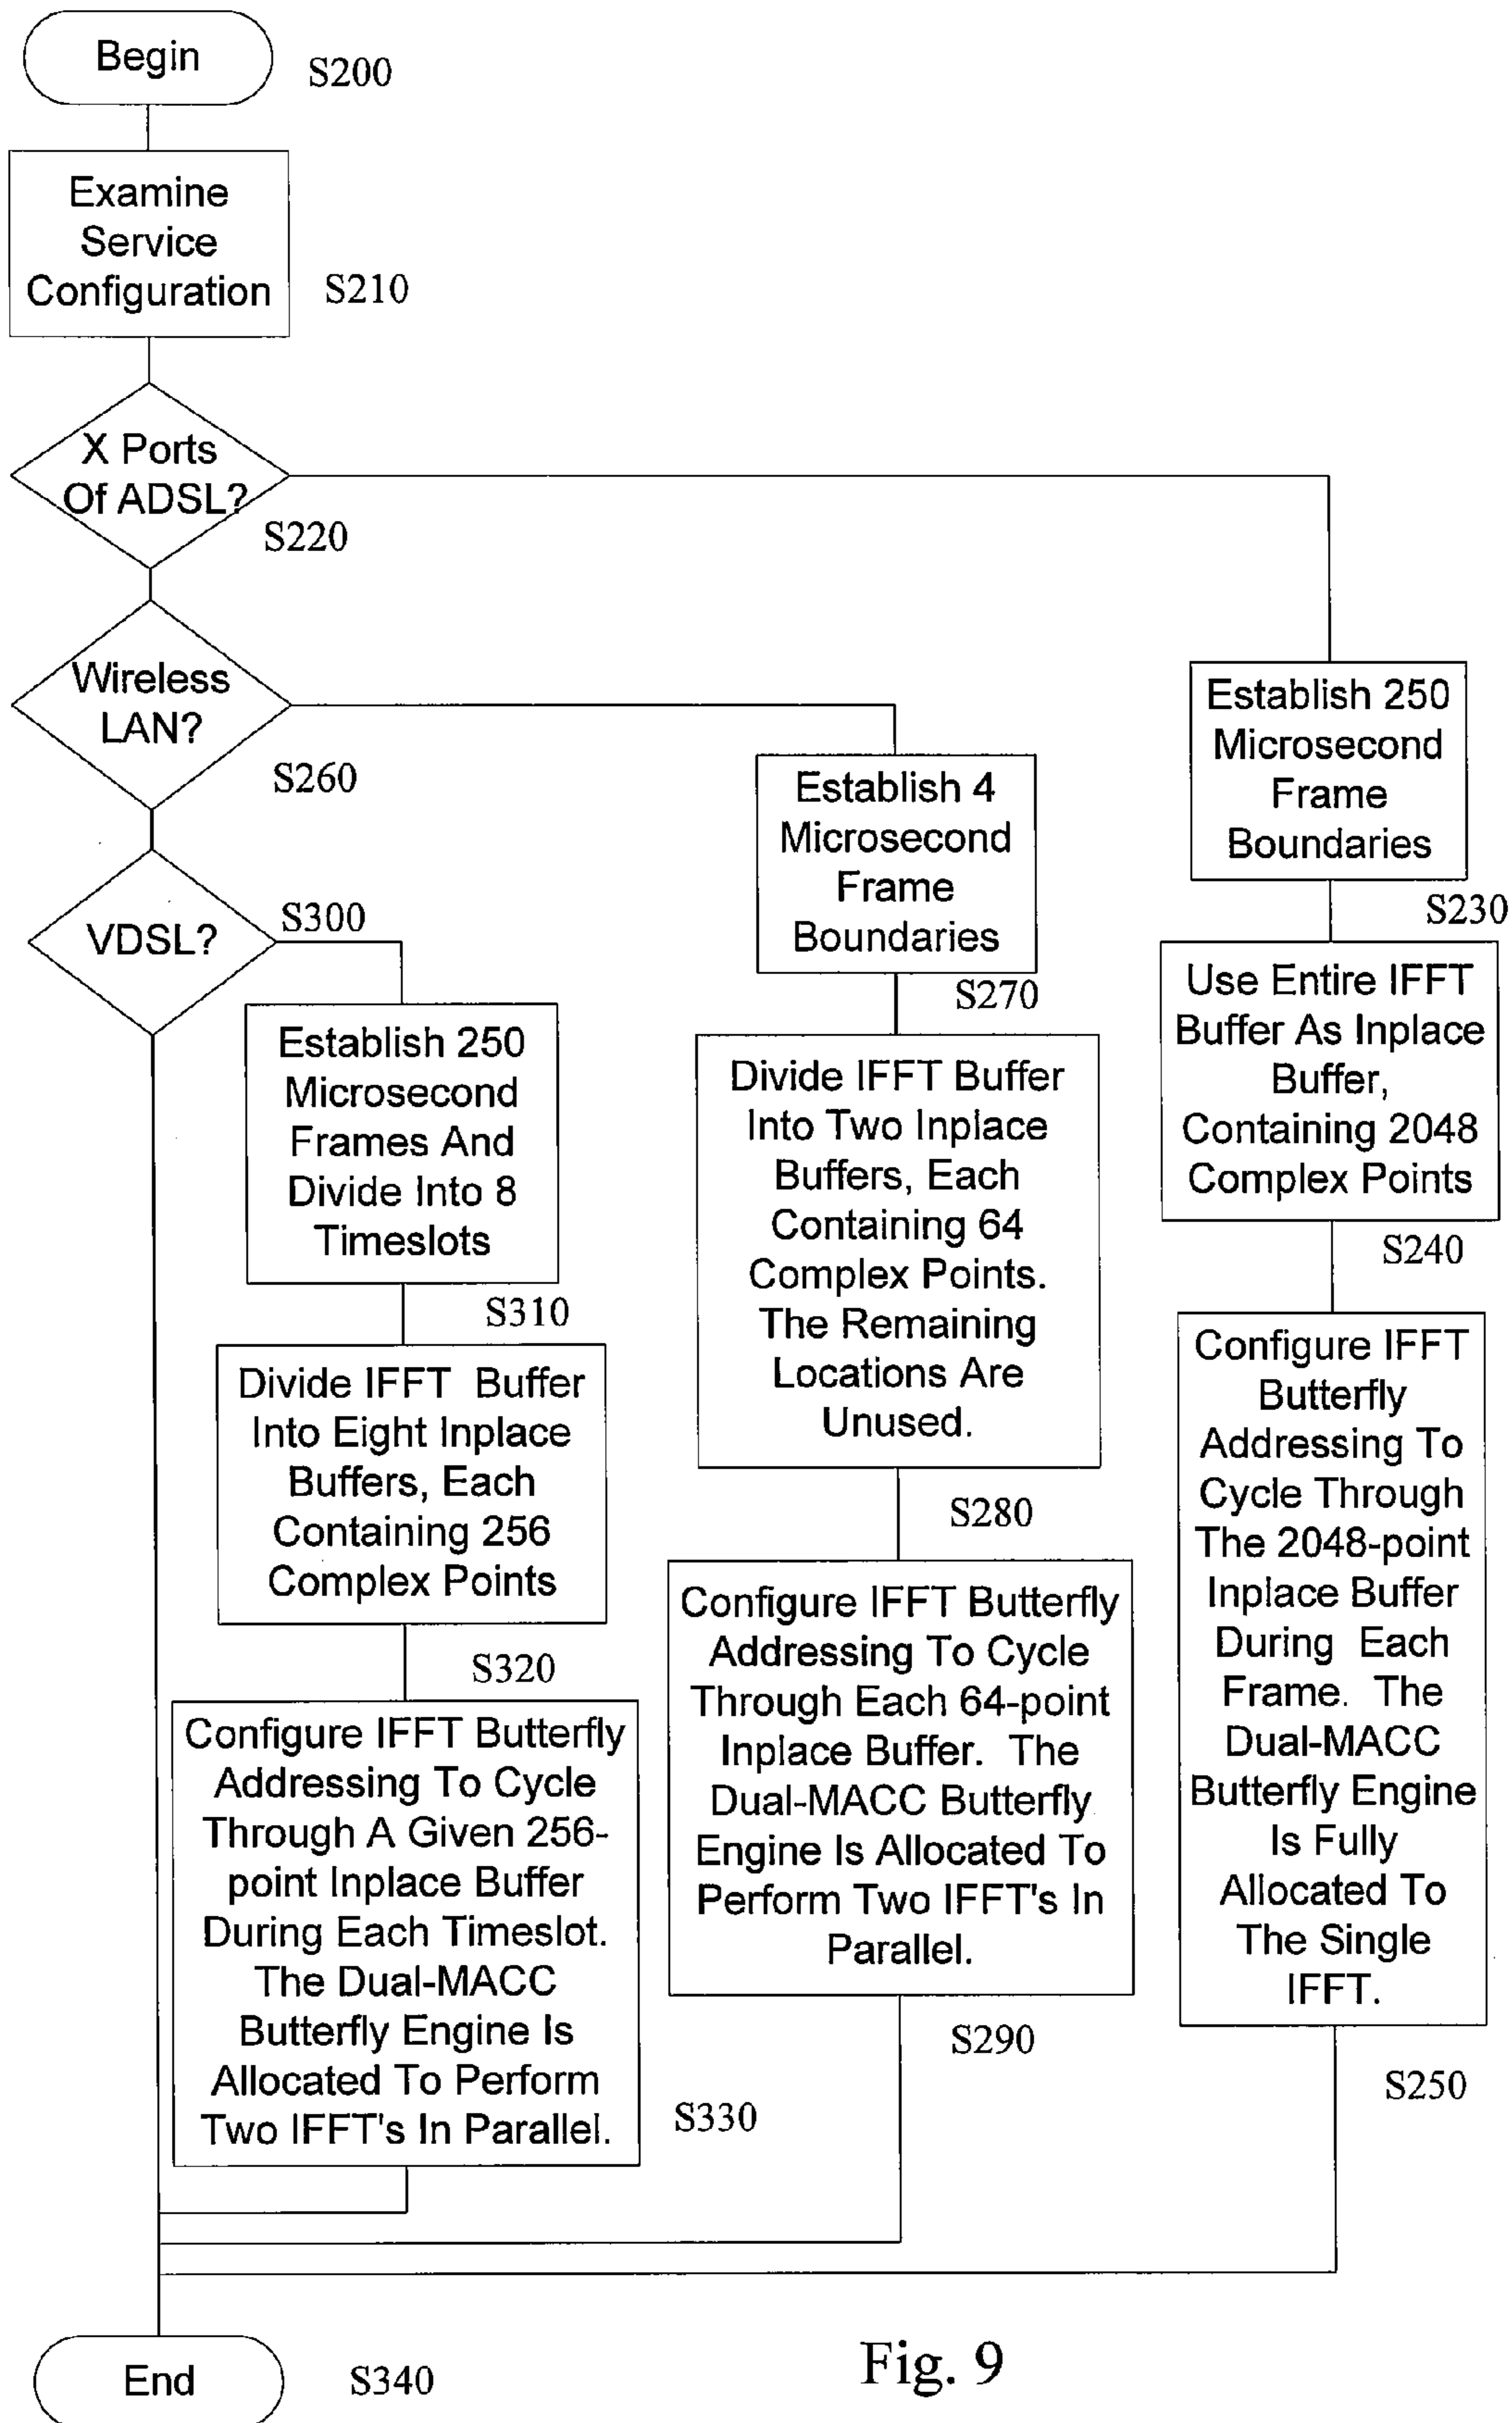 Begin
S200
Examine
Service
Configuration
S210
X Ports
Of ADSL?
S220
Wireless
LAN?
S260
VDSL?
S300
Establish 250
Microsecond
Frames And
Divide Into 8
Timeslots
S310
Divide IFFT Buffer
Into Eight Inplace
Buffers, Each
Containing 256
Complex Points
S320
Configure IFFT Butterfly
Addressing To Cycle
Through A Given 256-
point Inplace Buffer
During Each Timeslot.
The Dual-MACC
Butterfly Engine Is
Allocated To Perform
Two IFFT's In Parallel.
S330
Establish 4
Microsecond
Frame
Boundaries
S270
Divide IFFT Buffer
Into Two Inplace
Buffers, Each
Containing 64
Complex Points.
The Remaining
Locations Are
Unused.
S280
Configure IFFT Butterfly
Addressing To Cycle
Through Each 64-point
Inplace Buffer. The
Dual-MACC Butterfly
Engine Is Allocated To
Perform Two IFFT's In
Parallel.
S290
Establish 250
Microsecond
Frame
Boundaries
S230
Use Entire IFFT
Buffer As Inplace
Buffer,
Containing 2048
Complex Points
S240
Configure IFFT
Butterfly
Addressing To
Cycle Through
The 2048-point
Inplace Buffer
During Each
Frame. The
Dual-MACC
Butterfly Engine
Is Fully
Allocated To
The Single
IFFT.
S250
End
S340
Fig. 9